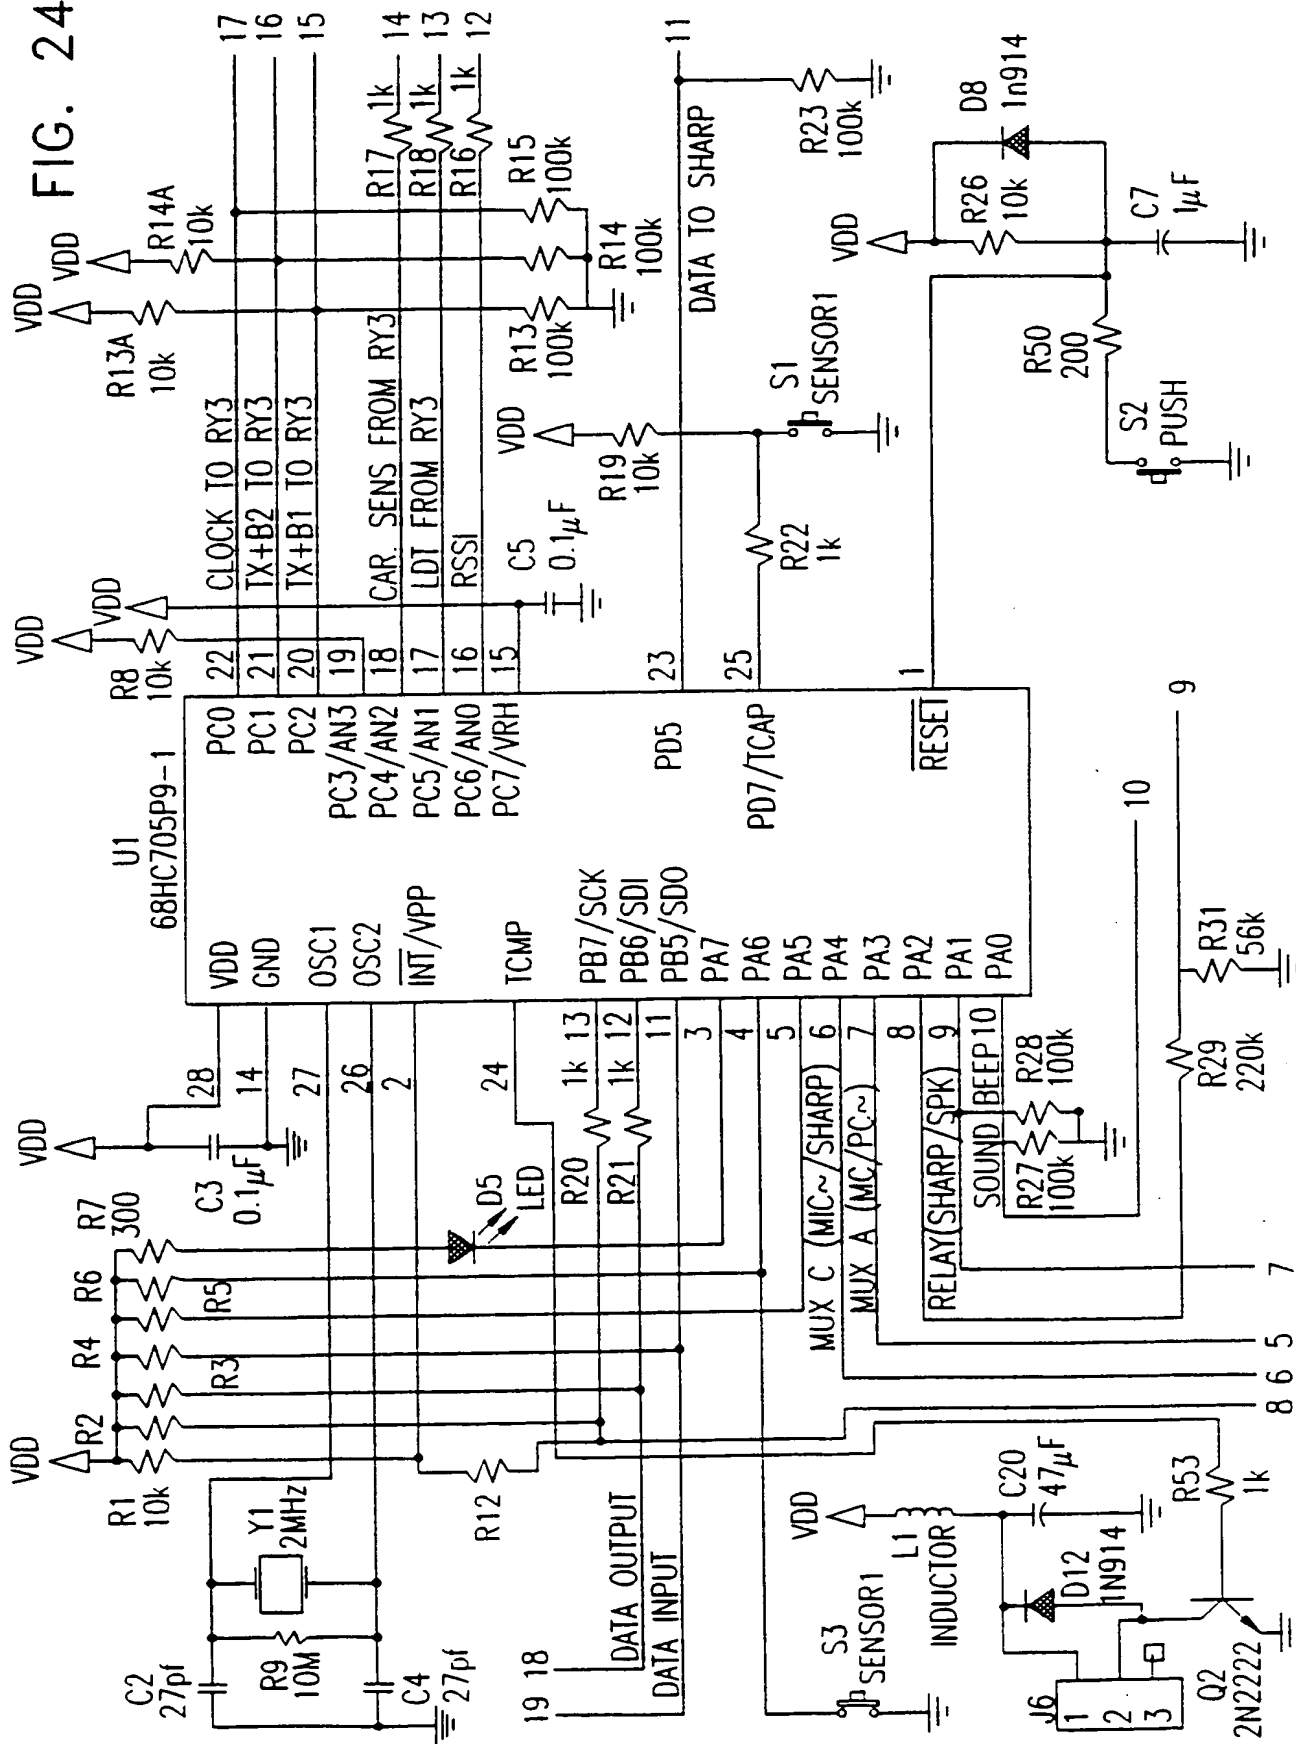 FIG. 24
VDD
R1
10k
R2
R3
R4
R5
R6
R7
300
VDD
C3
0.1μF
U1
68HC705P9-1
VDD
R8
10k
VDD
VDD
R13A
10k
VDD
R14A
10k
C2
27pf
R9
10M
Y1
2MHz
C4
27pf
R12
D5
LED
R20
1k
R21
1k
28
14
27
26
2
24
13
12
11
3
4
5
6
7
8
9
10
VDD
GND
OSC1
OSC2
INT/VPP
TCMP
PB7/SCK
PB6/SDI
PB5/SDO
PA7
PA6
PA5
PA4
PA3
PA2
PA1
PA0
PC0
PC1
PC2
PC3/AN3
PC4/AN2
PC5/AN1
PC6/AN0
PC7/VRH
PD5
PD7/TCAP
RESET
22
21
20
19
18
17
16
15
23
25
1
CLOCK TO RY3
TX+B2 TO RY3
TX+B1 TO RY3
CAR. SENS FROM RY3
LDT FROM RY3
RSSI
C5
0.1μF
R17
1k
R18
1k
R16
1k
17
16
15
14
13
12
R13
100k
R14
100k
R15
100k
DATA TO SHARP
11
R23
100k
VDD
R19
10k
R22
1k
S1
SENSOR1
VDD
R26
10k
D8
1n914
C7
1μF
R50
200
S2
PUSH
19
18
DATA OUTPUT
DATA INPUT
MUX C (MIC~/SHARP)
MUX A (MC/PC~)
RELAY(SHARP/SPK)
SOUND BEEP
R27
100k
R28
100k
R29
220k
R31
56k
10
9
S3
SENSOR1
VDD
L1
INDUCTOR
C20
47μF
D12
1N914
R53
1k
J6
1
2
3
Q2
2N2222
8
6
5
7